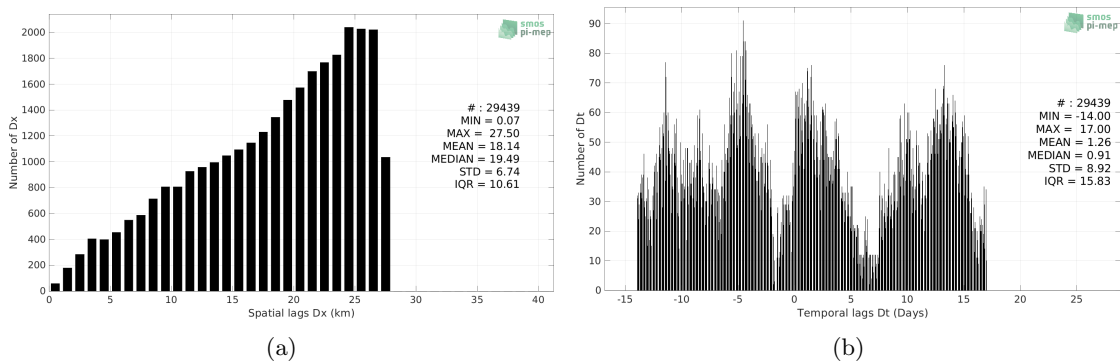 2000
1800
1600
1400
1200
1000
800
600
400
200
0
Number of Dx
0 5 10 15 20 25 30 35 40
Spatial lags Dx (km)
smos
pi-mep
# : 29439
MIN = 0.07
MAX = 27.50
MEAN = 18.14
MEDIAN = 19.49
STD = 6.74
IQR = 10.61
(a)
90
80
70
60
50
40
30
20
10
0
Number of Dt
-15 -10 -5 0 5 10 15 20 25
Temporal lags Dt (Days)
smos
pi-mep
# : 29439
MIN = -14.00
MAX = 17.00
MEAN = 1.26
MEDIAN = 0.91
STD = 8.92
IQR = 15.83
(b)